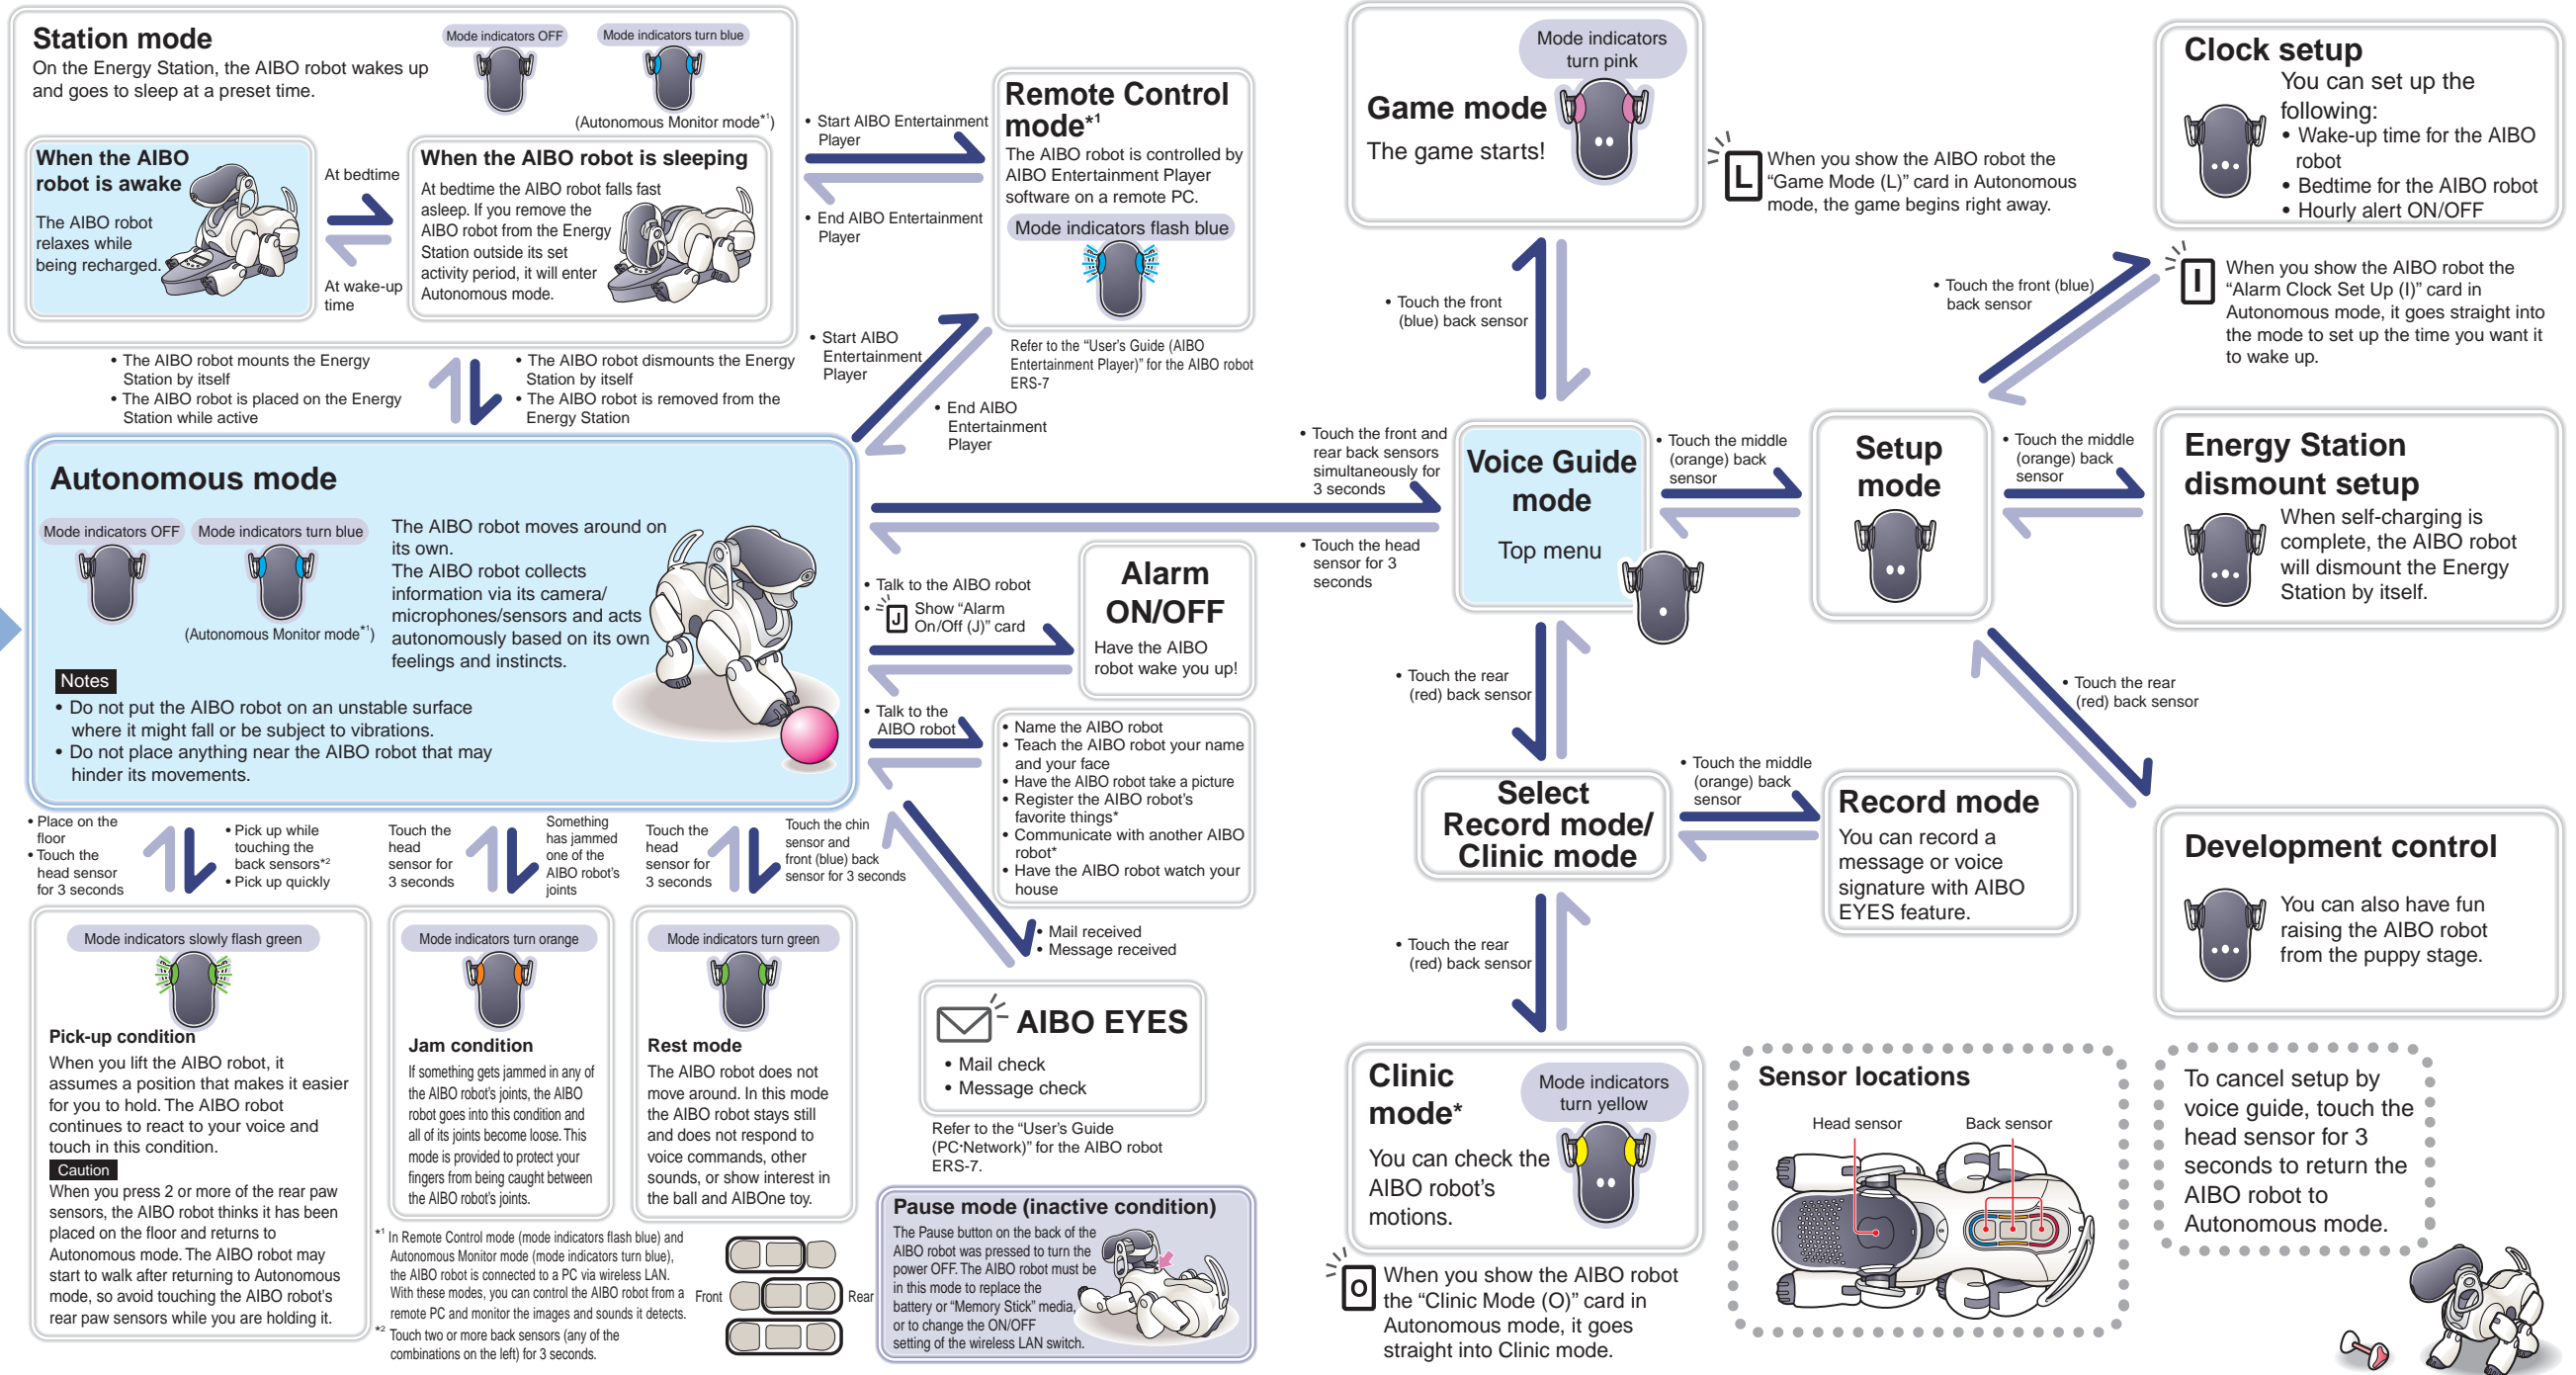 Station mode
On the Energy Station, the AIBO robot wakes up
and goes to sleep at a preset time.
Mode indicators OFF
Mode indicators turn blue
(Autonomous Monitor mode*1)
When the AIBO
robot is awake
The AIBO robot
relaxes while
being recharged.
At bedtime
At wake-up
time
When the AIBO robot is sleeping
At bedtime the AIBO robot falls fast
asleep. If you remove the
AIBO robot from the Energy
Station outside its set
activity period, it will enter
Autonomous mode.
• Start AIBO Entertainment
Player
• End AIBO Entertainment
Player
Remote Control
mode*1
The AIBO robot is controlled by
AIBO Entertainment Player
software on a remote PC.
Mode indicators flash blue
Refer to the “User’s Guide (AIBO
Entertainment Player)” for the AIBO robot
ERS-7
• The AIBO robot mounts the Energy
Station by itself
• The AIBO robot is placed on the Energy
Station while active
• The AIBO robot dismounts the Energy
Station by itself
• The AIBO robot is removed from the
Energy Station
• Start AIBO
Entertainment
Player
• End AIBO
Entertainment
Player
Autonomous mode
Mode indicators OFF
Mode indicators turn blue
(Autonomous Monitor mode*1)
The AIBO robot moves around on
its own.
The AIBO robot collects
information via its camera/
microphones/sensors and acts
autonomously based on its own
feelings and instincts.
Notes
• Do not put the AIBO robot on an unstable surface
where it might fall or be subject to vibrations.
• Do not place anything near the AIBO robot that may
hinder its movements.
• Talk to the AIBO robot
• J Show “Alarm
On/Off (J)” card
Alarm
ON/OFF
Have the AIBO
robot wake you up!
• Talk to the
AIBO robot
• Name the AIBO robot
• Teach the AIBO robot your name
and your face
• Have the AIBO robot take a picture
• Register the AIBO robot’s
favorite things*
• Communicate with another AIBO
robot*
• Have the AIBO robot watch your
house
• Place on the
floor
• Touch the
head sensor
for 3 seconds
• Pick up while
touching the
back sensors*2
• Pick up quickly
Touch the
head
sensor for
3 seconds
Something
has jammed
one of the
AIBO robot’s
joints
Touch the
head
sensor for
3 seconds
Touch the chin
sensor and
front (blue) back
sensor for 3 seconds
• Mail received
• Message received
Mode indicators slowly flash green
Pick-up condition
When you lift the AIBO robot, it
assumes a position that makes it easier
for you to hold. The AIBO robot
continues to react to your voice and
touch in this condition.
Caution
When you press 2 or more of the rear paw
sensors, the AIBO robot thinks it has been
placed on the floor and returns to
Autonomous mode. The AIBO robot may
start to walk after returning to Autonomous
mode, so avoid touching the AIBO robot’s
rear paw sensors while you are holding it.
Mode indicators turn orange
Jam condition
If something gets jammed in any of
the AIBO robot’s joints, the AIBO
robot goes into this condition and
all of its joints become loose. This
mode is provided to protect your
fingers from being caught between
the AIBO robot’s joints.
Mode indicators turn green
Rest mode
The AIBO robot does not
move around. In this mode
the AIBO robot stays still
and does not respond to
voice commands, other
sounds, or show interest in
the ball and AIBOne toy.
AIBO EYES
• Mail check
• Message check
Refer to the “User’s Guide
(PC·Network)” for the AIBO robot
ERS-7.
*1 In Remote Control mode (mode indicators flash blue) and
Autonomous Monitor mode (mode indicators turn blue),
the AIBO robot is connected to a PC via wireless LAN.
With these modes, you can control the AIBO robot from a
remote PC and monitor the images and sounds it detects.
*2 Touch two or more back sensors (any of the
combinations on the left) for 3 seconds.
Front
Rear
Pause mode (inactive condition)
The Pause button on the back of the
AIBO robot was pressed to turn the
power OFF. The AIBO robot must be
in this mode to replace the
battery or “Memory Stick” media,
or to change the ON/OFF
setting of the wireless LAN switch.
Mode indicators
turn pink
Game mode
The game starts!
L
When you show the AIBO robot the
“Game Mode (L)” card in Autonomous
mode, the game begins right away.
• Touch the front
(blue) back sensor
• Touch the front and
rear back sensors
simultaneously for
3 seconds
• Touch the head
sensor for 3
seconds
Voice Guide
mode
Top menu
• Touch the middle
(orange) back
sensor
Setup
mode
• Touch the front (blue)
back sensor
Clock setup
You can set up the
following:
• Wake-up time for the AIBO
robot
• Bedtime for the AIBO robot
• Hourly alert ON/OFF
I
When you show the AIBO robot the
“Alarm Clock Set Up (I)” card in
Autonomous mode, it goes straight into
the mode to set up the time you want it
to wake up.
• Touch the middle
(orange) back
sensor
Energy Station
dismount setup
When self-charging is
complete, the AIBO robot
will dismount the Energy
Station by itself.
• Touch the rear
(red) back sensor
Development control
You can also have fun
raising the AIBO robot
from the puppy stage.
• Touch the rear
(red) back sensor
Select
Record mode/
Clinic mode
• Touch the middle
(orange) back
sensor
Record mode
You can record a
message or voice
signature with AIBO
EYES feature.
• Touch the rear
(red) back sensor
Clinic
mode*
Mode indicators
turn yellow
You can check the
AIBO robot’s
motions.
O
When you show the AIBO robot
the “Clinic Mode (O)” card in
Autonomous mode, it goes
straight into Clinic mode.
Sensor locations
Head sensor
Back sensor
To cancel setup by
voice guide, touch the
head sensor for 3
seconds to return the
AIBO robot to
Autonomous mode.